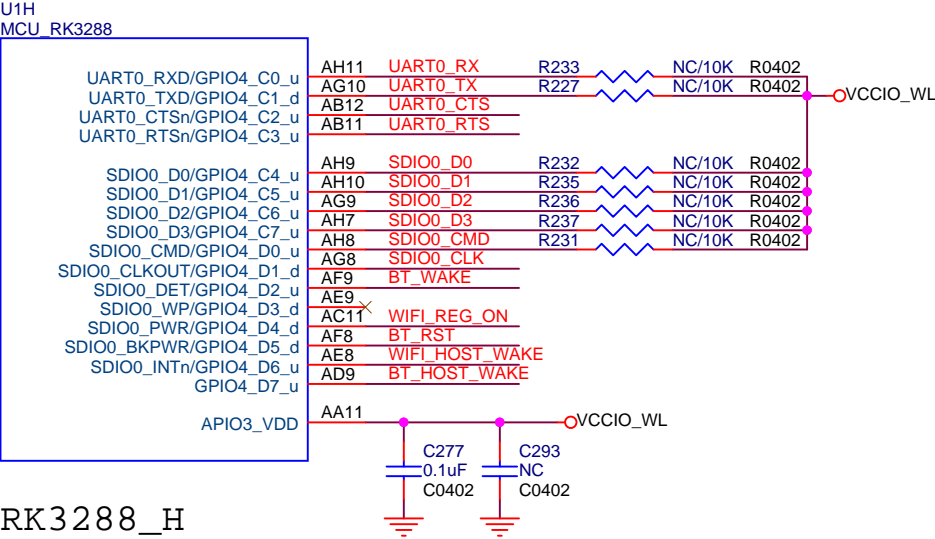 U1H
MCU_RK3288
UART0_RXD/GPIO4_C0_u AH11 UART0_RX R233 NC/10K R0402
UART0_TXD/GPIO4_C1_d AG10 UART0_TX R227 NC/10K R0402 VCCIO_WL
UART0_CTSn/GPIO4_C2_u AB12 UART0_CTS
UART0_RTSn/GPIO4_C3_u AB11 UART0_RTS
SDIO0_D0/GPIO4_C4_u AH9 SDIO0_D0 R232 NC/10K R0402
SDIO0_D1/GPIO4_C5_u AH10 SDIO0_D1 R235 NC/10K R0402
SDIO0_D2/GPIO4_C6_u AG9 SDIO0_D2 R236 NC/10K R0402
SDIO0_D3/GPIO4_C7_u AH7 SDIO0_D3 R237 NC/10K R0402
SDIO0_CMD/GPIO4_D0_u AH8 SDIO0_CMD R231 NC/10K R0402
SDIO0_CLKOUT/GPIO4_D1_d AG8 SDIO0_CLK
SDIO0_DET/GPIO4_D2_u AF9 BT_WAKE
SDIO0_WP/GPIO4_D3_d AE9
SDIO0_PWR/GPIO4_D4_d AC11 WIFI_REG_ON
SDIO0_BKPWR/GPIO4_D5_d AF8 BT_RST
SDIO0_INTn/GPIO4_D6_u AE8 WIFI_HOST_WAKE
GPIO4_D7_u AD9 BT_HOST_WAKE
APIO3_VDD AA11 VCCIO_WL
C277 C293
0.1uF NC
C0402 C0402
RK3288_H